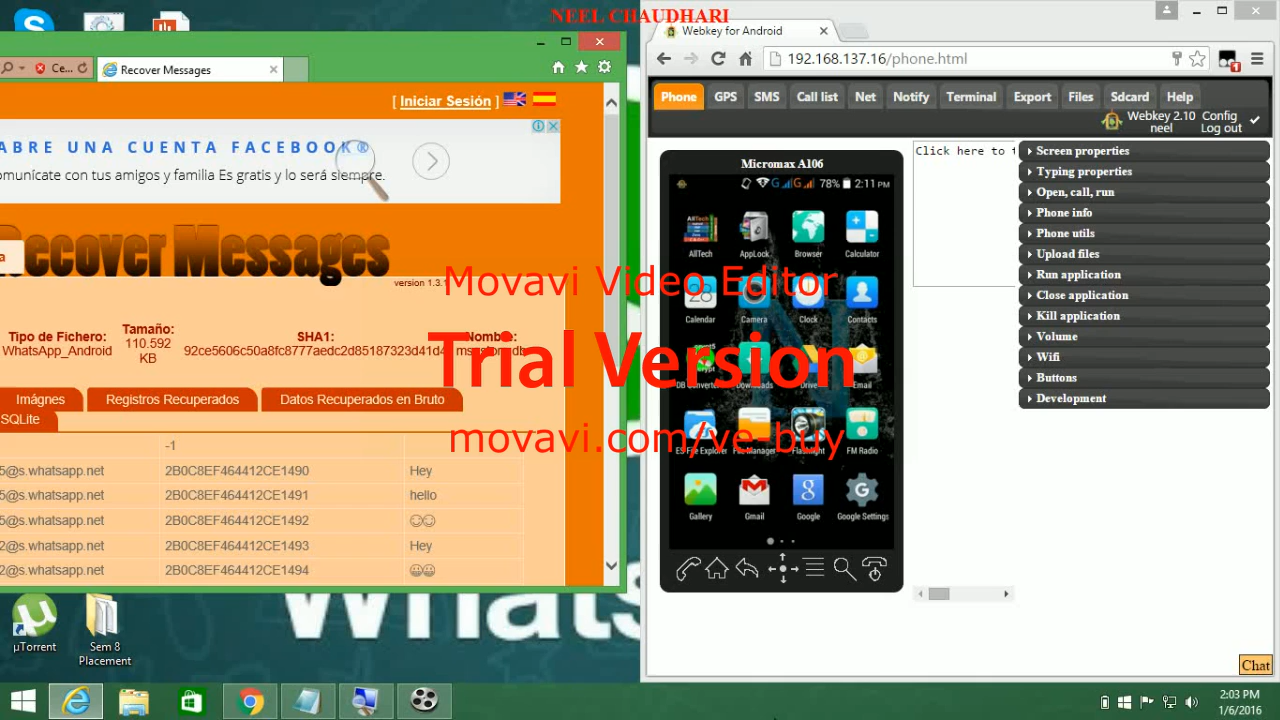 NEEL CHAUDHARI
Ce...
Recover Messages
[ Iniciar Sesión ]
ABRE UNA CUENTA FACEBOOK®
omunícate con tus amigos y familia Es gratis y lo será siempre.
Recover Messages
version 1.3.1
Tipo de Fichero:
WhatsApp_Android
Tamaño:
110.592
KB
SHA1:
Nombre:
Imágnes
Registros Recuperados
Datos Recuperados en Bruto
SQLite
-1
5@s.whatsapp.net 2B0C8EF464412CE1490 Hey
5@s.whatsapp.net 2B0C8EF464412CE1491 hello
5@s.whatsapp.net 2B0C8EF464412CE1492
2@s.whatsapp.net 2B0C8EF464412CE1493 Hey
2@s.whatsapp.net 2B0C8EF464412CE1494
Whats
µTorrent
Sem 8
Placement
Webkey for Android
192.168.137.16/phone.html
1
Phone GPS SMS Call list Net Notify Terminal Export Files Sdcard Help
Webkey 2.10 Config
neel Log out
Micromax A106
G G 78% 2:11 PM
AllTech AppLock Browser Calculator
28
Calendar Camera Clock Contacts
DB Converter Downloads Drive Email
ES File Explorer File Manager Flashlight FM Radio
Gallery Gmail Google Google Settings
Click here to t
Screen properties
Typing properties
Open, call, run
Phone info
Phone utils
Upload files
Run application
Close application
Kill application
Volume
Wifi
Buttons
Development
Chat
Movavi Video Editor
Trial Version
movavi.com/ve-buy
2:03 PM
1/6/2016